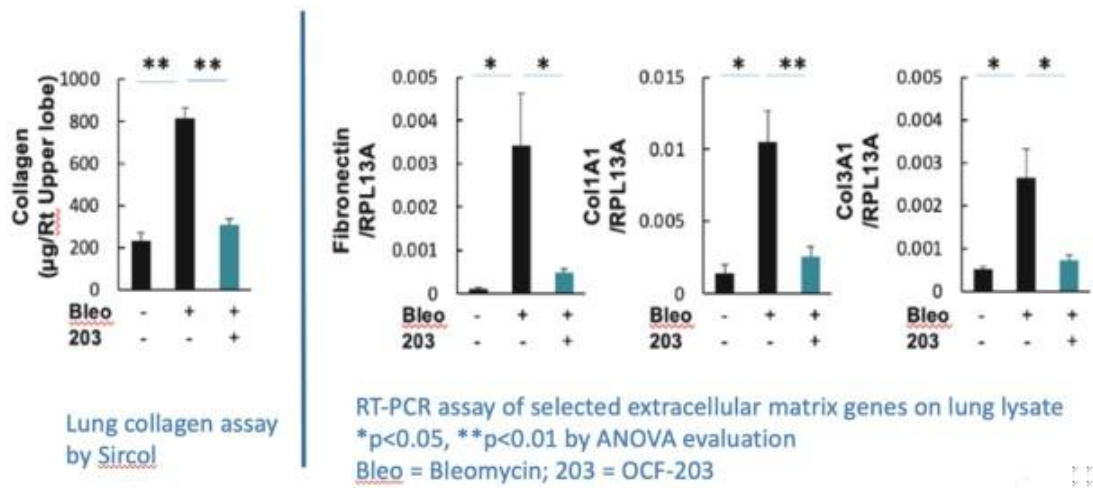 ** **
Collagen
(µg/Rt Upper lobe)
1000
800
600
400
200
0
Bleo - + +
203 - - +
Lung collagen assay
by Sircol
* *
Fibronectin
/RPL13A
0.005
0.004
0.003
0.002
0.001
0
Bleo - + +
203 - - +
* **
Col1A1
/RPL13A
0.015
0.01
0.005
0
Bleo - + +
203 - - +
* *
Col3A1
/RPL13A
0.005
0.004
0.003
0.002
0.001
0
Bleo - + +
203 - - +
RT-PCR assay of selected extracellular matrix genes on lung lysate
*p<0.05, **p<0.01 by ANOVA evaluation
Bleo = Bleomycin; 203 = OCF-203